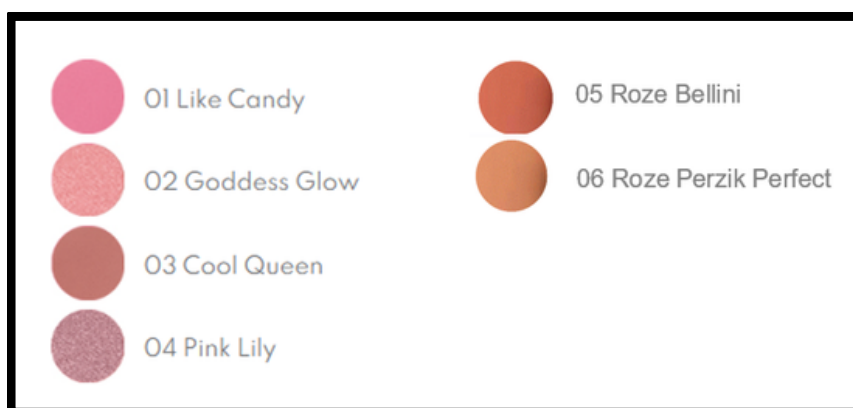 01 Like Candy
02 Goddess Glow
03 Cool Queen
04 Pink Lily
05 Roze Bellini
06 Roze Perzik Perfect